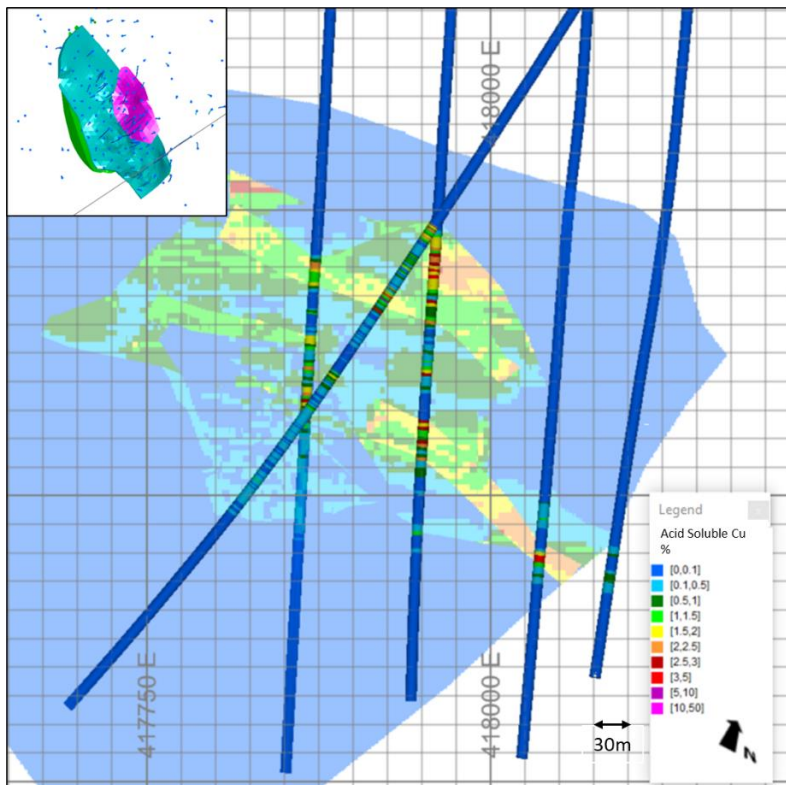 418000 E
Legend
Acid Soluble Cu
%
[0,0.1]
[0.1,0.5]
[0.5,1]
[1,1.5]
[1.5,2]
[2,2.5]
[2.5,3]
[3,5]
[5,10]
[10,50]
417750 E
418000 E
30m
N